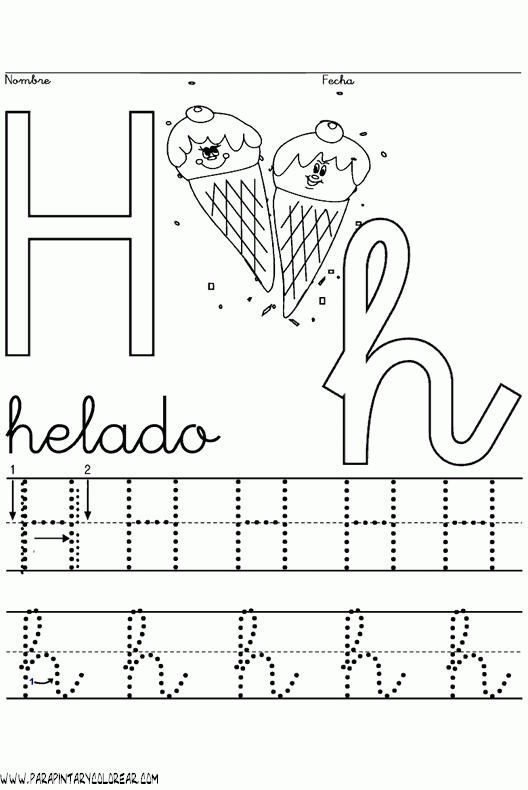 Nombre Fecha
H h
helado
1 2
H H H H H
1
h h h h h
WWW.PARAPINTARYCOLOREAR.COM